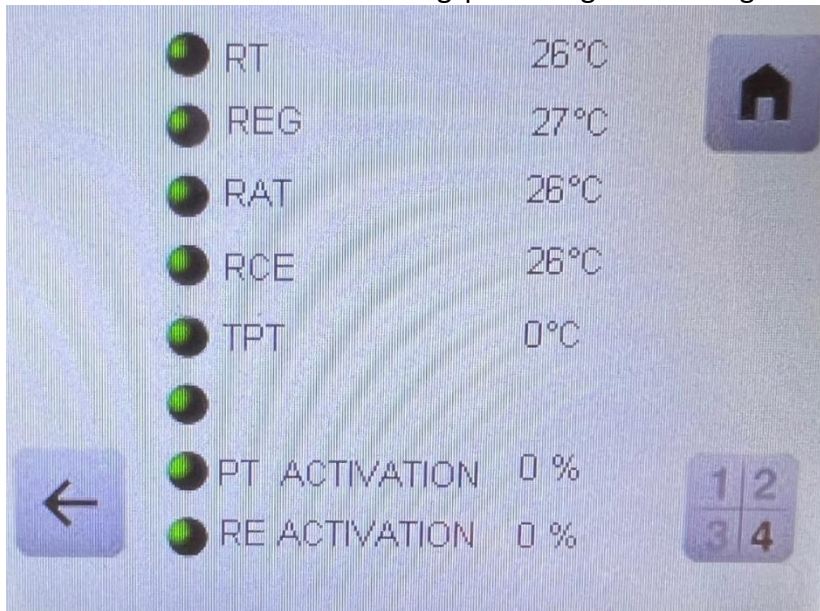 RT 26°C
REG 27°C
RAT 26°C
RCE 26°C
TPT 0°C
PT ACTIVATION 0 %
RE ACTIVATION 0 %
1 2
3 4